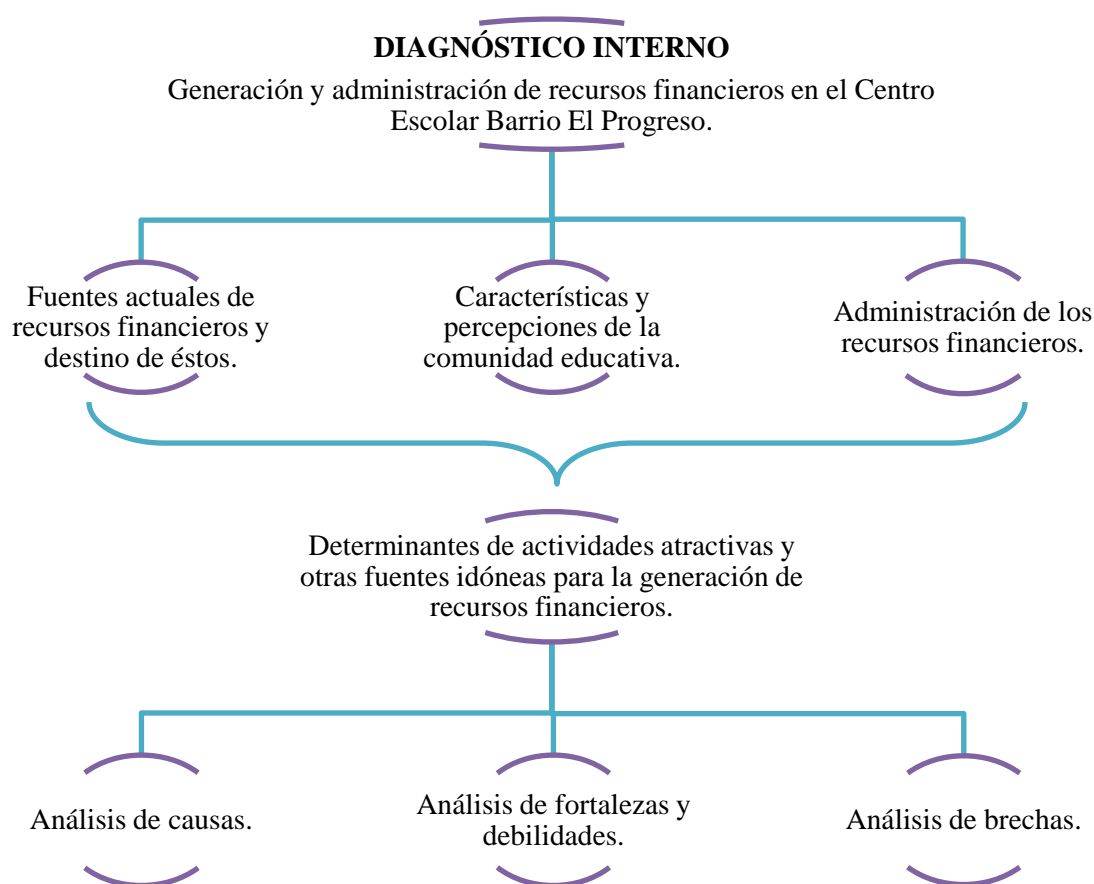 DIAGNÓSTICO INTERNO
Generación y administración de recursos financieros en el Centro
Escolar Barrio El Progreso.
Fuentes actuales de
recursos financieros y
destino de éstos.
Características y
percepciones de la
comunidad educativa.
Administración de los
recursos financieros.
Determinantes de actividades atractivas y
otras fuentes idóneas para la generación de
recursos financieros.
Análisis de causas.
Análisis de fortalezas y
debilidades.
Análisis de brechas.